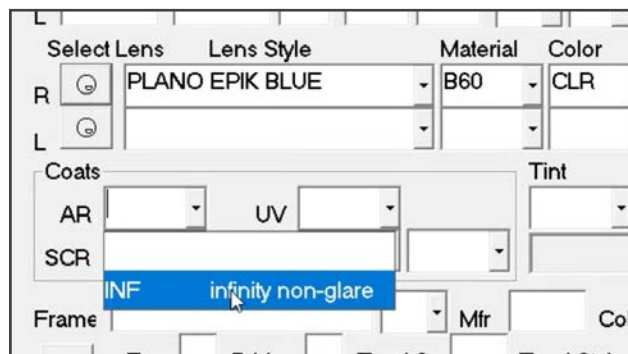 L
Select Lens Lens Style Material Color
R PLANO EPIK BLUE B60 CLR
L
Coats Tint
AR UV
SCR
INF infinity non-glare
Frame Mfr Co